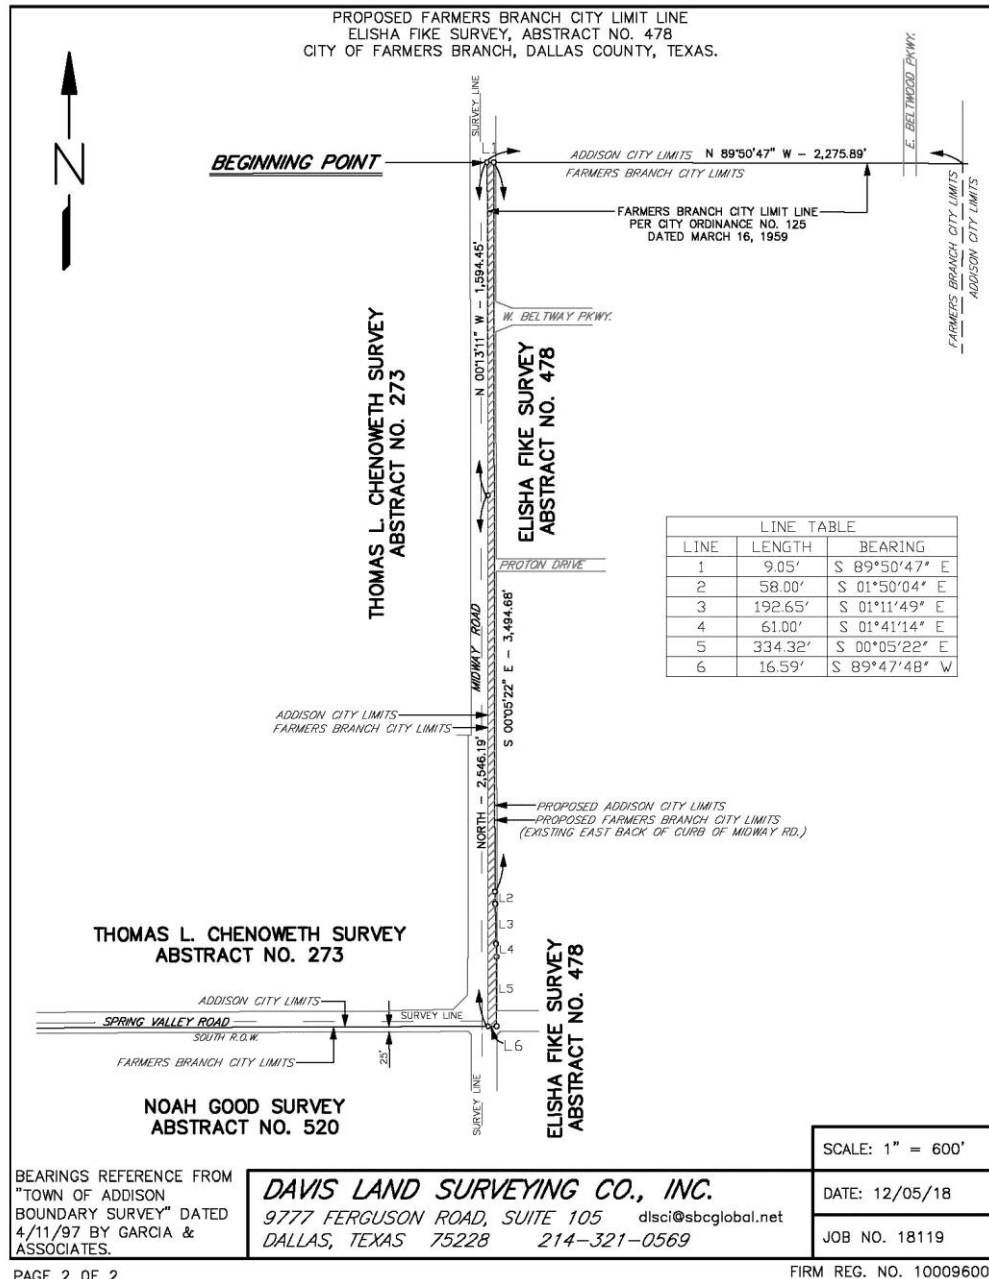 PROPOSED FARMERS BRANCH CITY LIMIT LINE
ELISHA FIKE SURVEY, ABSTRACT NO. 478
CITY OF FARMERS BRANCH, DALLAS COUNTY, TEXAS.
N
SURVEY LINE
L1
E. BELTWOOD PKWY.
BEGINNING POINT
ADDISON CITY LIMITS N 89°50'47" W - 2,275.89'
FARMERS BRANCH CITY LIMITS
FARMERS BRANCH CITY LIMITS
ADDISON CITY LIMITS
FARMERS BRANCH CITY LIMIT LINE
PER CITY ORDINANCE NO. 125
DATED MARCH 16, 1959
N 00°13'11" W - 1,594.45'
W. BELTWAY PKWY.
THOMAS L. CHENOWETH SURVEY
ABSTRACT NO. 273
ELISHA FIKE SURVEY
ABSTRACT NO. 478
PROTON DRIVE
LINE TABLE
LINE LENGTH BEARING
1 9.05' S 89°50'47" E
2 58.00' S 01°50'04" E
3 192.65' S 01°11'49" E
4 61.00' S 01°41'14" E
5 334.32' S 00°05'22" E
6 16.59' S 89°47'48" W
MIDWAY ROAD
S 00°05'22" E - 3,494.68'
ADDISON CITY LIMITS
FARMERS BRANCH CITY LIMITS
NORTH - 2,546.19'
PROPOSED ADDISON CITY LIMITS
PROPOSED FARMERS BRANCH CITY LIMITS
(EXISTING EAST BACK OF CURB OF MIDWAY RD.)
L2
L3
L4
L5
L6
THOMAS L. CHENOWETH SURVEY
ABSTRACT NO. 273
ELISHA FIKE SURVEY
ABSTRACT NO. 478
ADDISON CITY LIMITS
SURVEY LINE
SPRING VALLEY ROAD
SOUTH R.O.W.
25'
FARMERS BRANCH CITY LIMITS
SURVEY LINE
NOAH GOOD SURVEY
ABSTRACT NO. 520
BEARINGS REFERENCE FROM
"TOWN OF ADDISON
BOUNDARY SURVEY" DATED
4/11/97 BY GARCIA &
ASSOCIATES.
DAVIS LAND SURVEYING CO., INC.
9777 FERGUSON ROAD, SUITE 105 dlsci@sbcglobal.net
DALLAS, TEXAS 75228 214-321-0569
SCALE: 1" = 600'
DATE: 12/05/18
JOB NO. 18119
PAGE 2 OF 2
FIRM REG. NO. 10009600